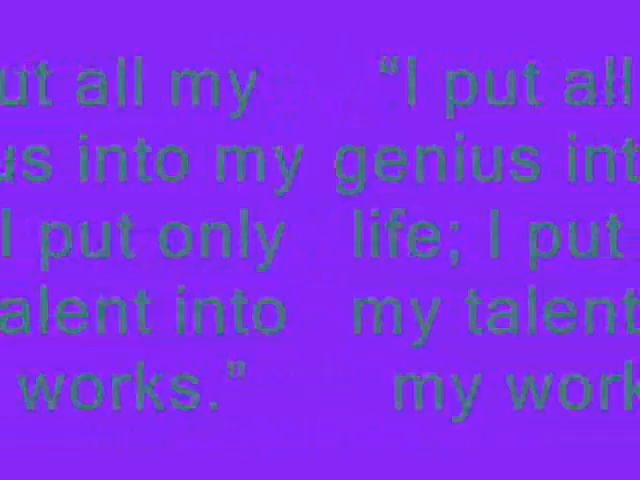 ut all my “I put all
us into my genius int
I put only life; I put
alent into my talent
works.” my work